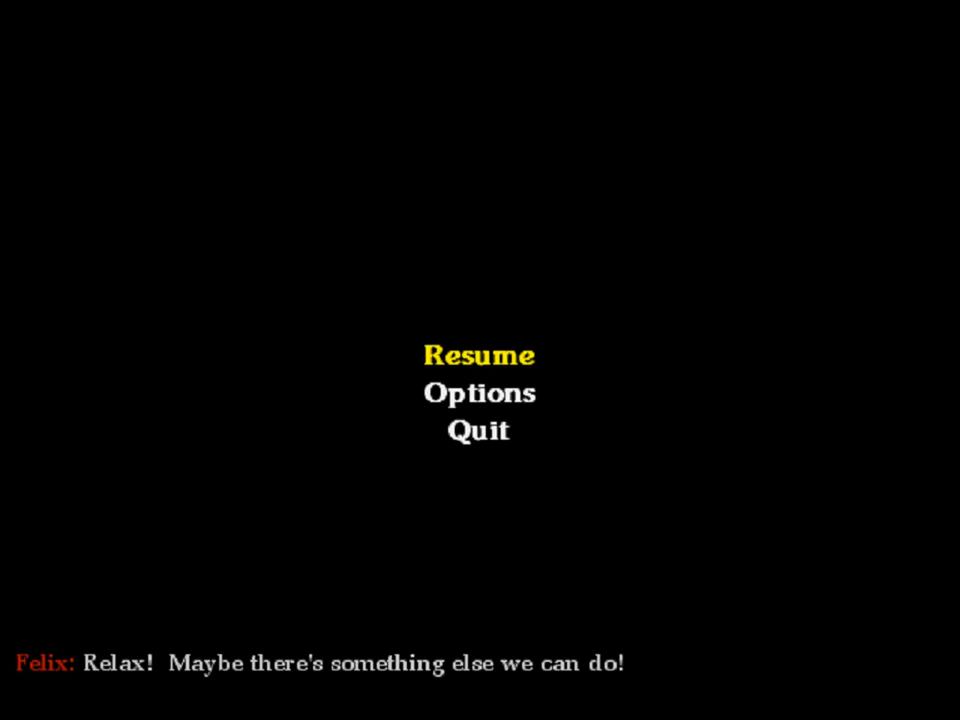 Resume
Options
Quit
Felix: Relax!  Maybe there's something else we can do!